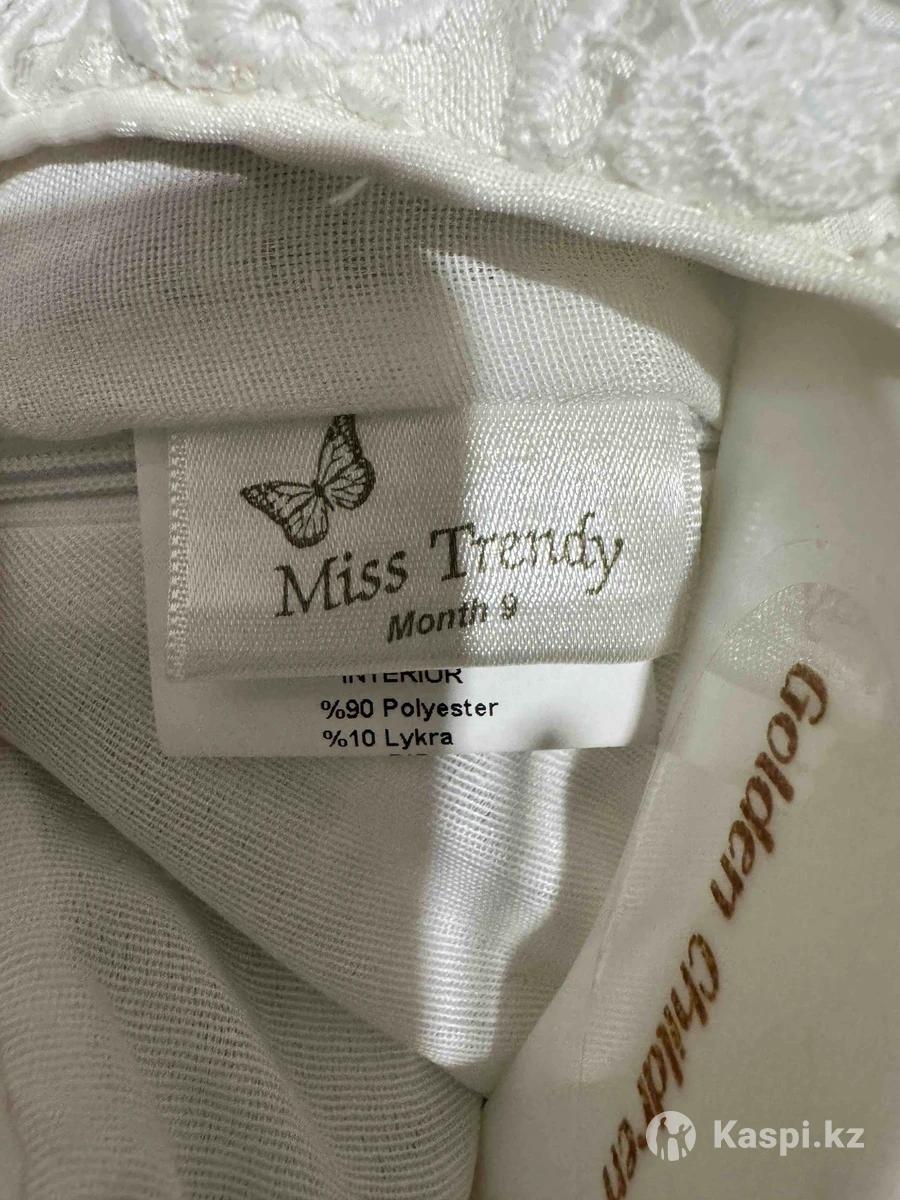 Miss Trendy
Month 9
INTERIOR
%90 Polyester
%10 Lykra
Golden Children
Kaspi.kz